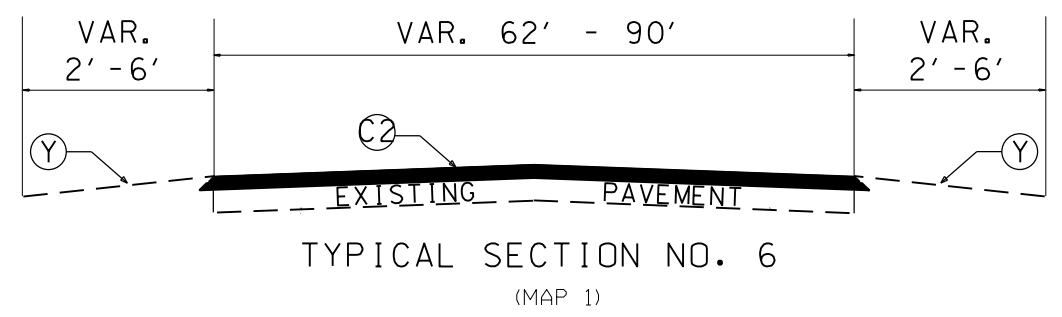 VAR. VAR. 62' - 90' VAR.
2' -6' 2' -6'
C2
Y Y
EXISTING PAVEMENT
TYPICAL SECTION NO. 6
(MAP 1)